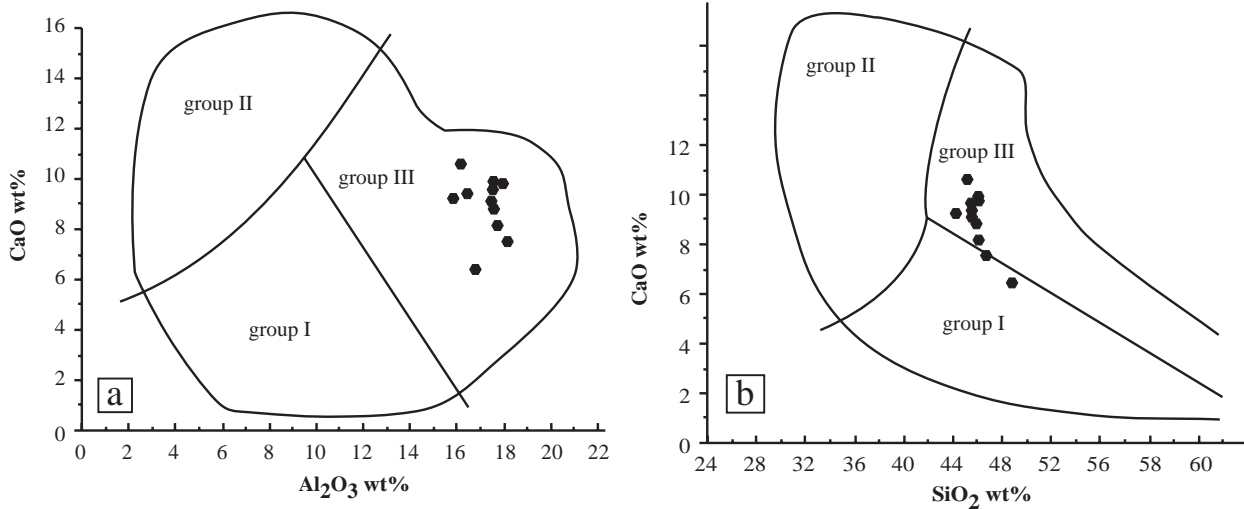 16
14
12
10
8
6
4
2
0
CaO wt%
group II
group III
group I
a
0 2 4 6 8 10 12 14 16 18 20 22
Al2O3 wt%
16
12
10
8
6
4
2
0
CaO wt%
group II
group III
group I
b
24 28 32 36 40 44 48 52 56 60
SiO2 wt%